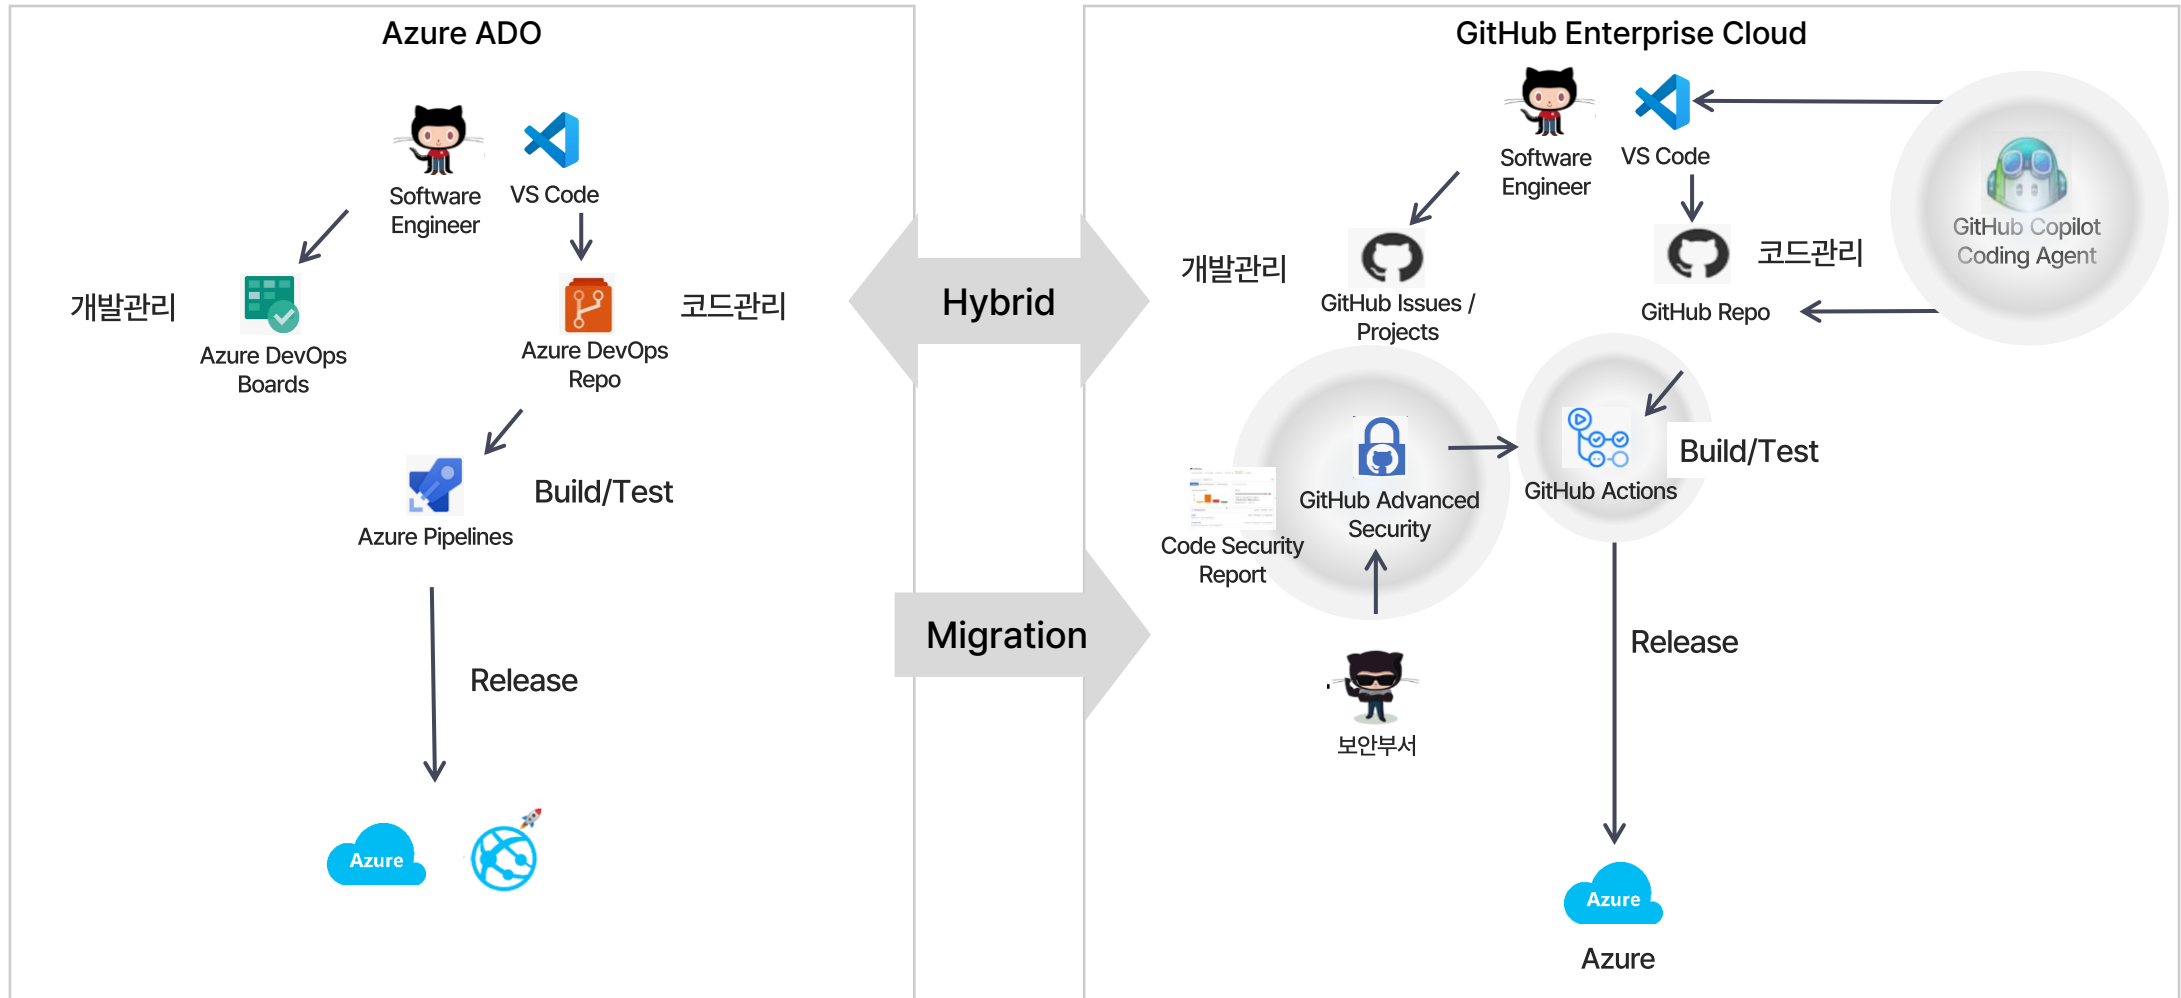 Azure ADO
Software
Engineer
VS Code
개발관리
Azure DevOps
Boards
Azure DevOps
Repo
코드관리
Azure Pipelines
Build/Test
Release
Azure
Hybrid
Migration
GitHub Enterprise Cloud
Software
Engineer
VS Code
GitHub Copilot
Coding Agent
개발관리
GitHub Issues /
Projects
GitHub Repo
코드관리
GitHub Advanced
Security
Code Security
Report
GitHub Actions
Build/Test
보안부서
Release
Azure
Azure